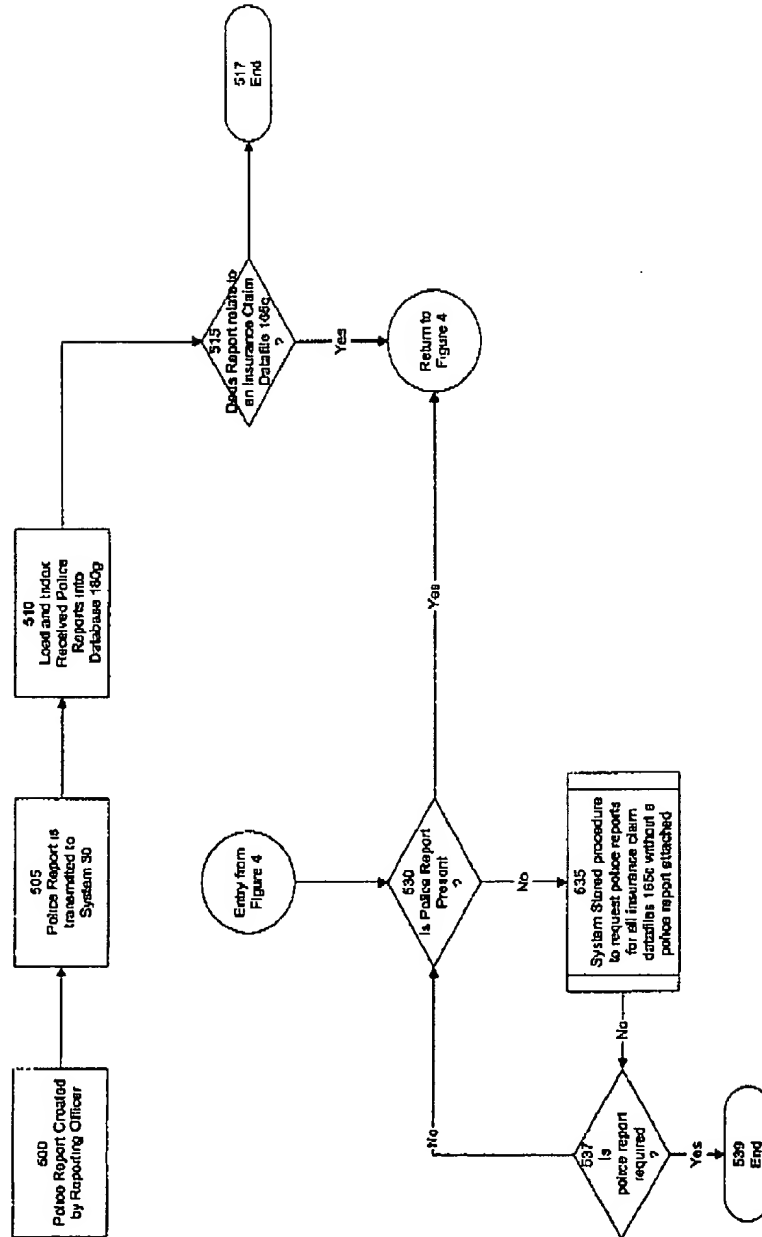 500
Police Report Created
by Reporting Officer
505
Police Report is
transmitted to
System 30
510
Load and Index
Received Police
Reports into
Database 160g
515
Does Report relate to
an Insurance Claim
Datafile 165c
?
517
End
Yes
Return to
Figure 4
Entry from
Figure 4
530
Is Police Report
Present
?
Yes
No
535
System Stored procedure
to request police reports
for all insurance claim
datafiles 165c without a
police report attached
No
537
Is
police report
required
?
No
Yes
539
End